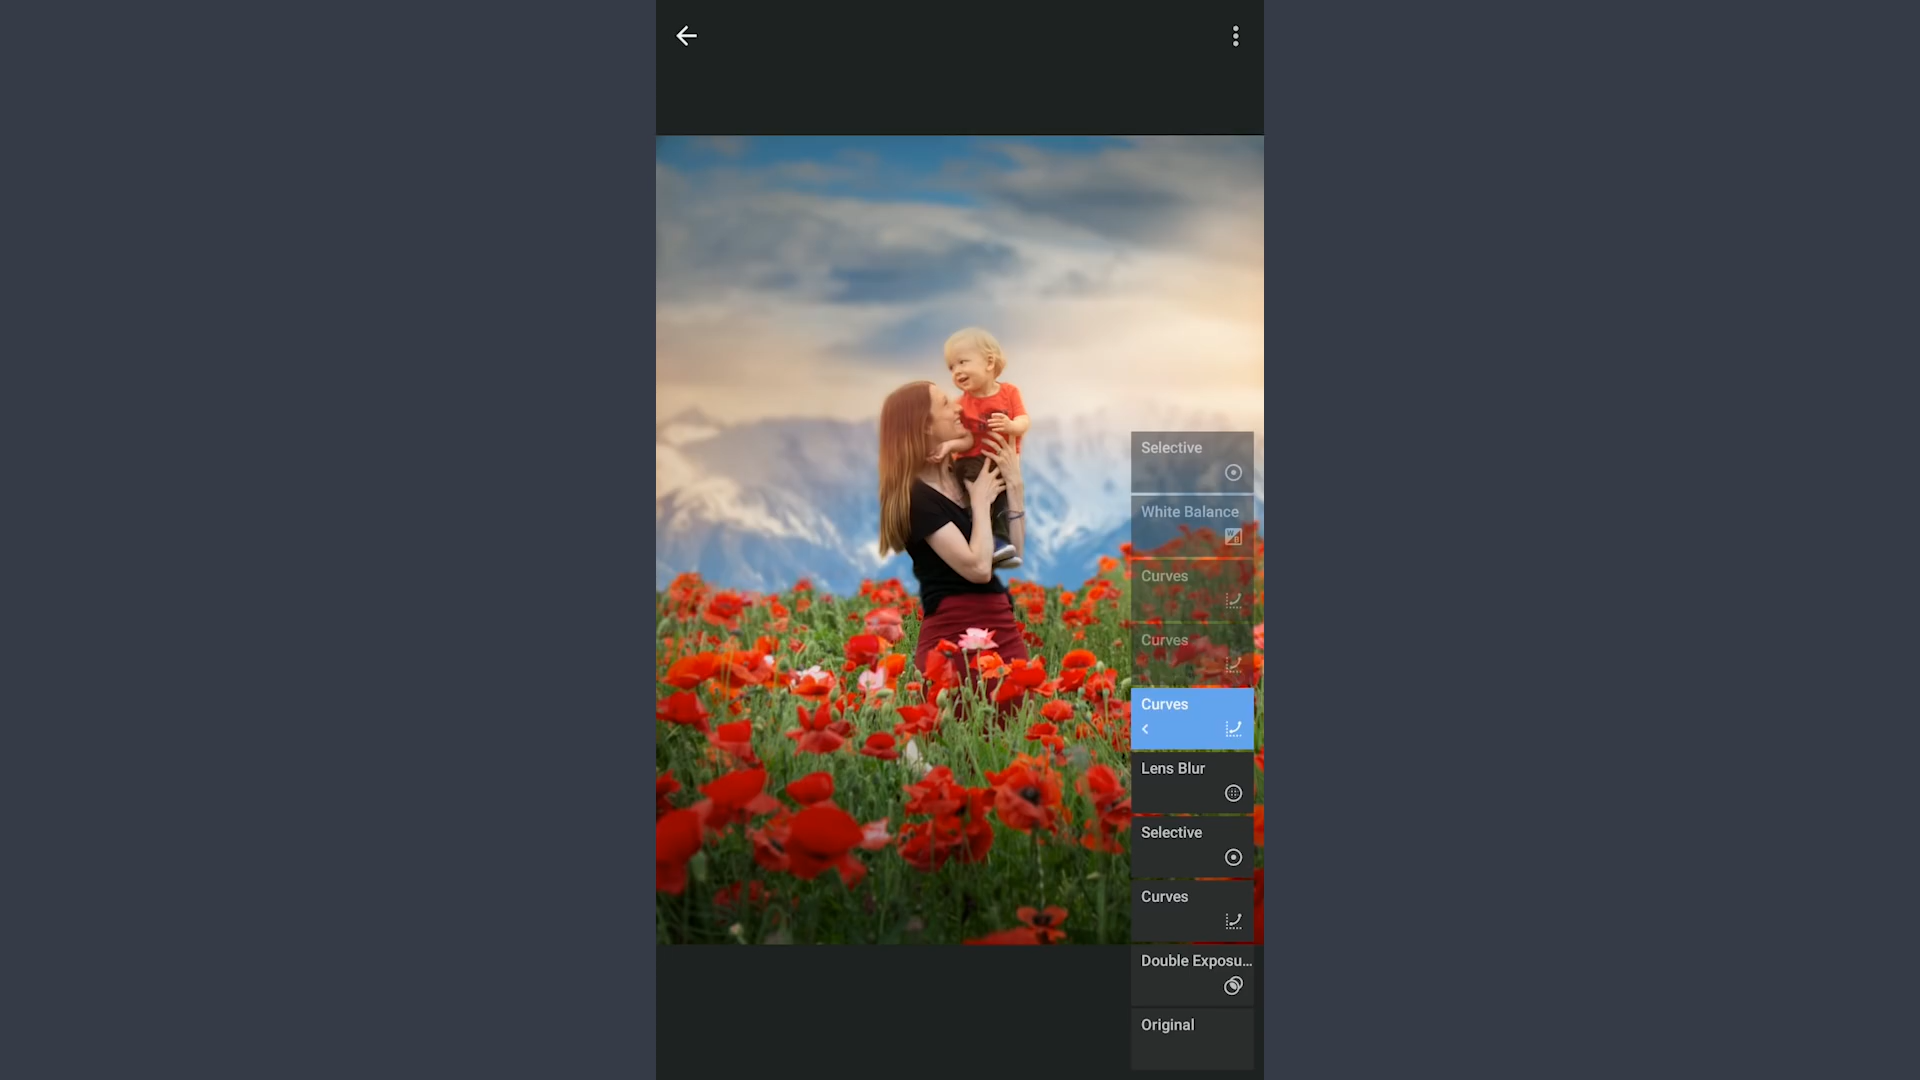 Selective
White Balance
Curves
Curves
Curves
Lens Blur
Selective
Curves
Double Exposu...
Original